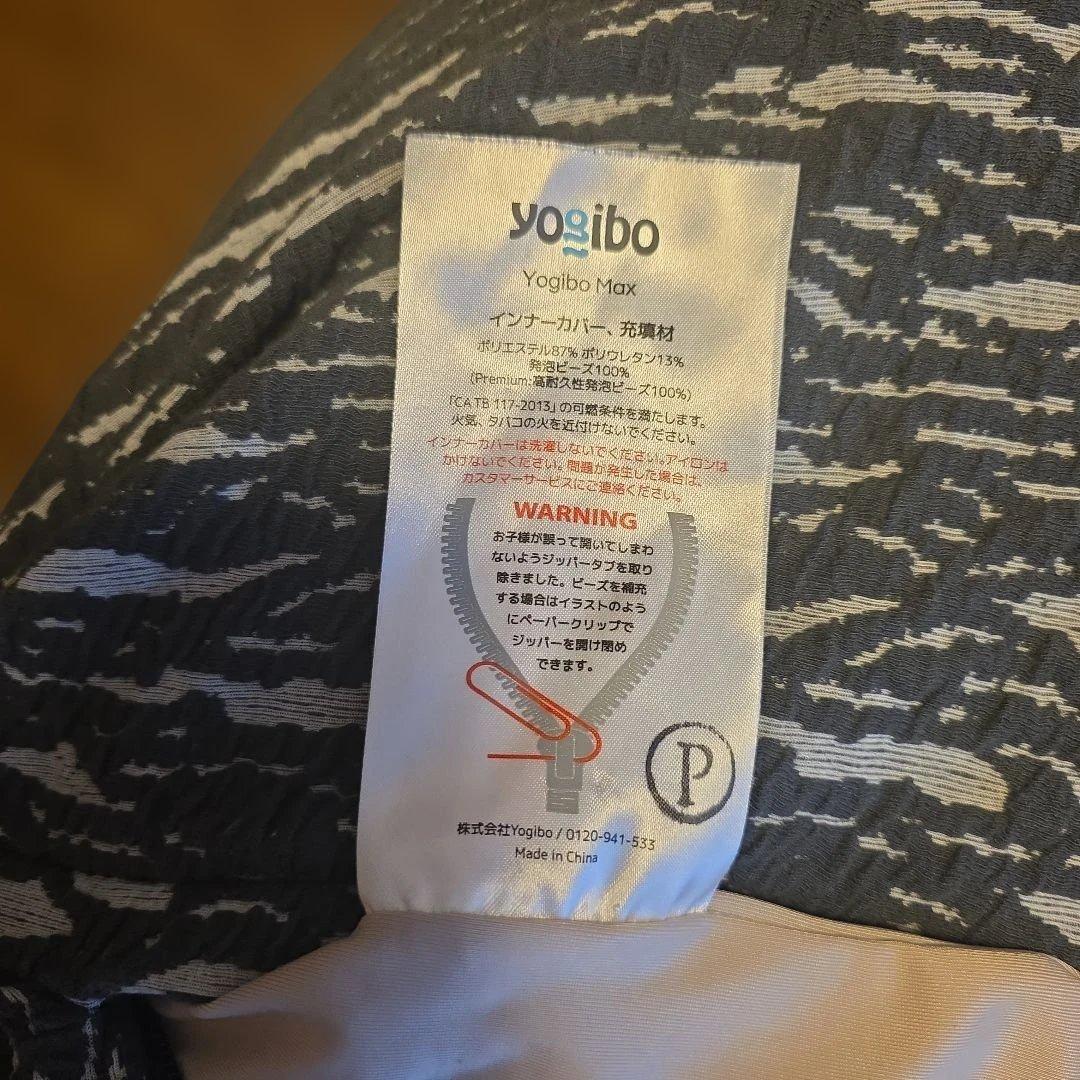 yogibo
Yogibo Max
インナーカバー、充填材
ポリエステル87% ポリウレタン13%
発泡ビーズ100%
(Premium:高耐久性発泡ビーズ100%)
「CA TB 117-2013」の可燃条件を満たします。
火気、タバコの火を近付けないでください。
インナーカバーは洗濯しないでください。アイロンは
かけないでください。問題が発生した場合は、
カスタマーサービスにご連絡ください。
WARNING
お子様が誤って開いてしまわ
ないようジッパータブを取り
除きました。ビーズを補充
する場合はイラストのよう
にペーパークリップで
ジッパーを開け閉め
できます。
P
株式会社Yogibo / 0120-941-533
Made in China